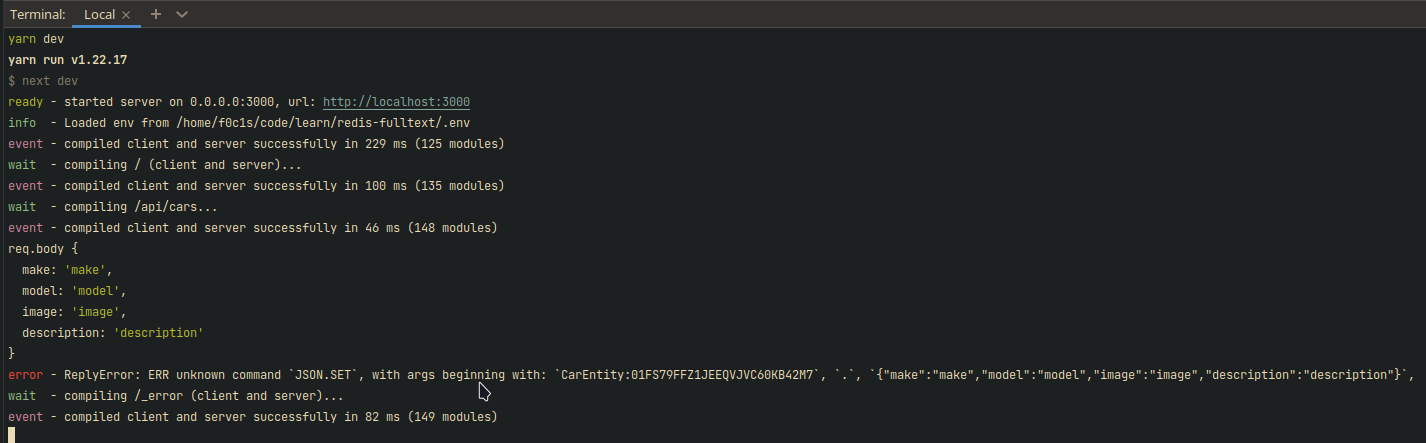 Terminal: Local × + 
yarn dev
yarn run v1.22.17
$ next dev
ready - started server on 0.0.0.0:3000, url: http://localhost:3000
info  - Loaded env from /home/f0c1s/code/learn/redis-fulltext/.env
event - compiled client and server successfully in 229 ms (125 modules)
wait  - compiling / (client and server)...
event - compiled client and server successfully in 100 ms (135 modules)
wait  - compiling /api/cars...
event - compiled client and server successfully in 46 ms (148 modules)
req.body {
  make: 'make',
  model: 'model',
  image: 'image',
  description: 'description'
}
error - ReplyError: ERR unknown command `JSON.SET`, with args beginning with: `CarEntity:01FS79FFZ1JEEQVJVC60KB42M7`, `.`, `{"make":"make","model":"model","image":"image","description":"description"}`,
wait  - compiling /_error (client and server)...
event - compiled client and server successfully in 82 ms (149 modules)